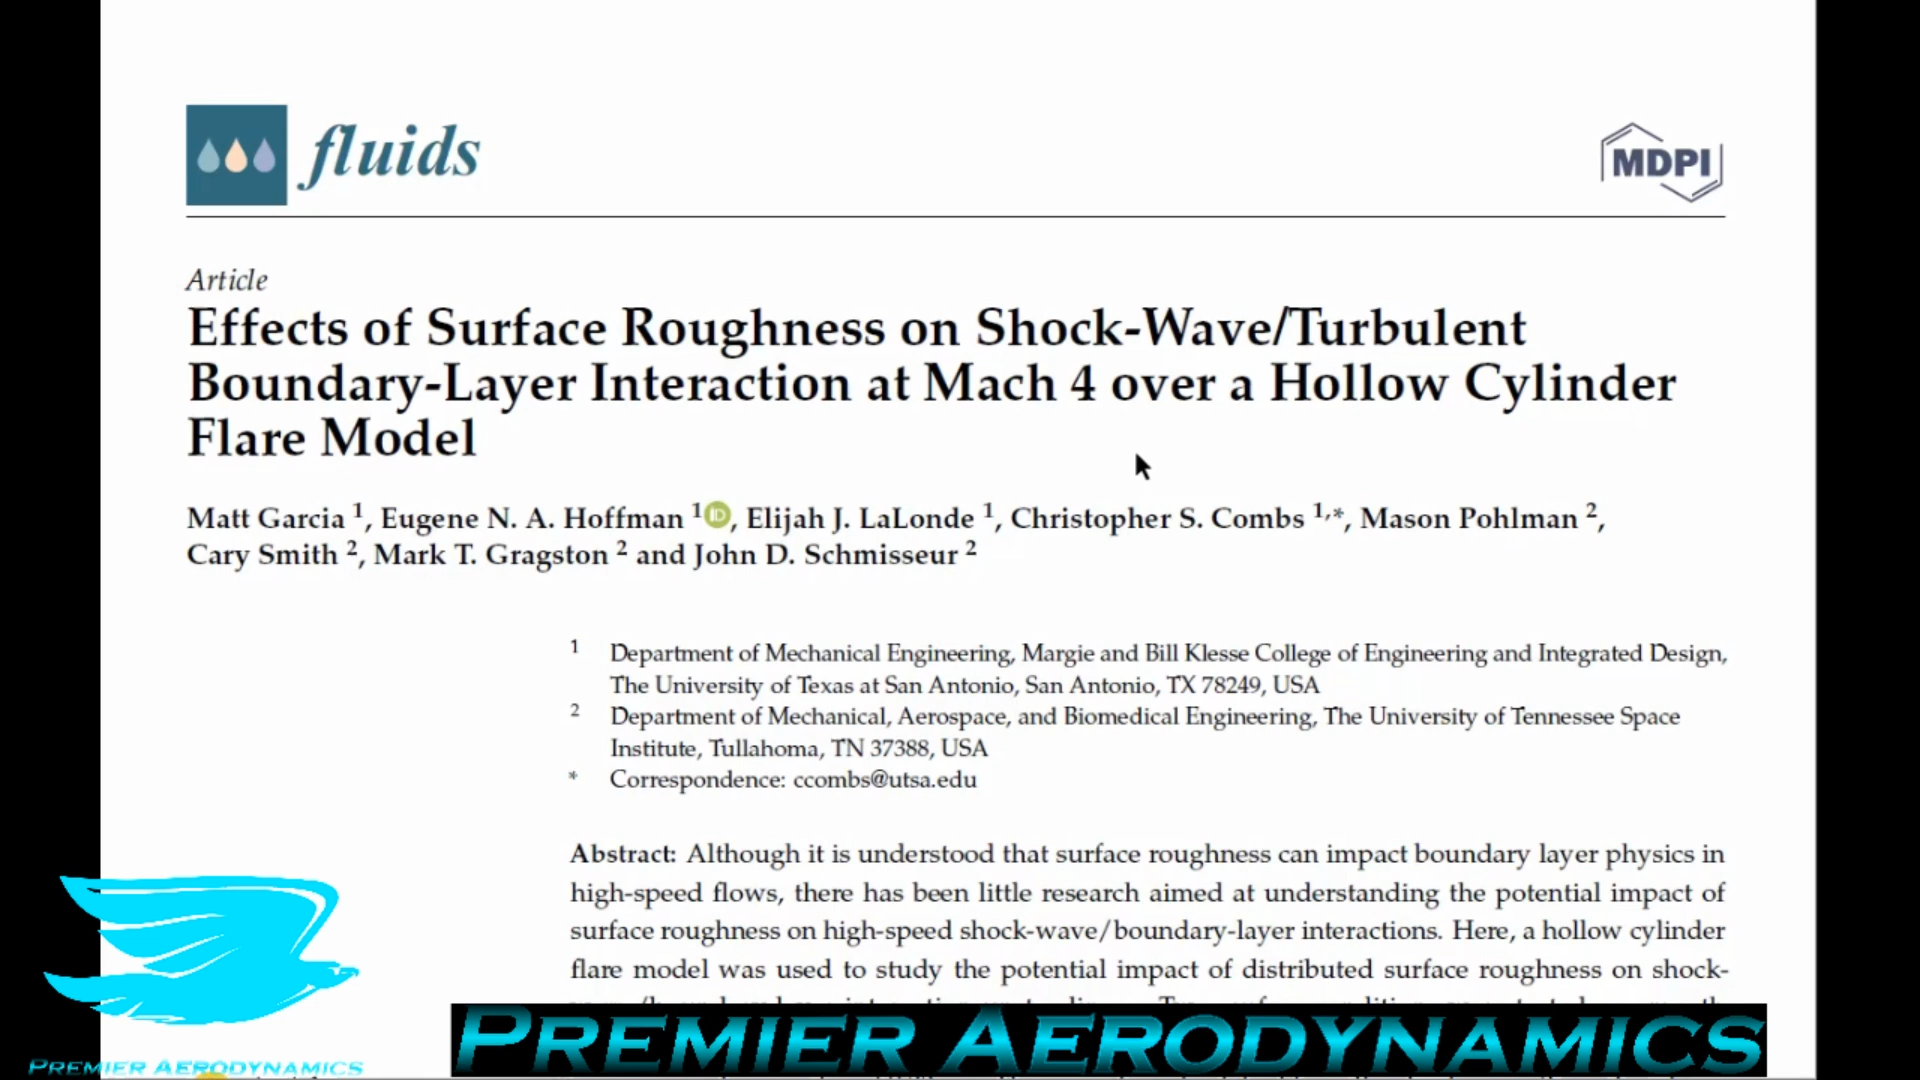 fluids
MDPI
Article
Effects of Surface Roughness on Shock-Wave/Turbulent
Boundary-Layer Interaction at Mach 4 over a Hollow Cylinder
Flare Model
Matt Garcia 1, Eugene N. A. Hoffman 1 iD, Elijah J. LaLonde 1, Christopher S. Combs 1,*, Mason Pohlman 2,
Cary Smith 2, Mark T. Gragston 2 and John D. Schmisseur 2
1 Department of Mechanical Engineering, Margie and Bill Klesse College of Engineering and Integrated Design,
The University of Texas at San Antonio, San Antonio, TX 78249, USA
2 Department of Mechanical, Aerospace, and Biomedical Engineering, The University of Tennessee Space
Institute, Tullahoma, TN 37388, USA
* Correspondence: ccombs@utsa.edu
Abstract: Although it is understood that surface roughness can impact boundary layer physics in
high-speed flows, there has been little research aimed at understanding the potential impact of
surface roughness on high-speed shock-wave/boundary-layer interactions. Here, a hollow cylinder
flare model was used to study the potential impact of distributed surface roughness on shock-
PREMIER AERODYNAMICS
PREMIER AERODYNAMICS